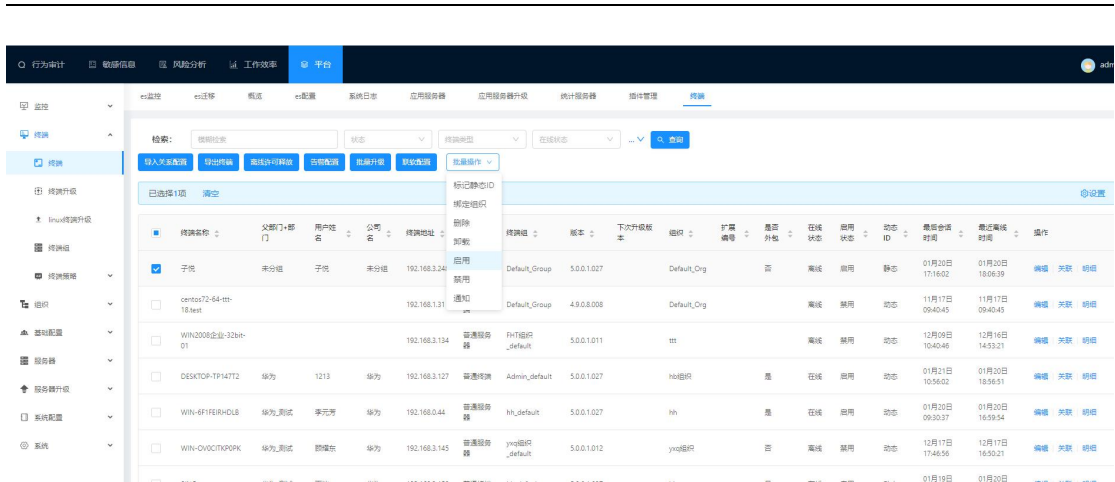 行为审计 敏感信息 风险分析 工作效率 平台 adm
监控
终端
终端
终端升级
linux终端升级
终端组
终端策略
组织
基础配置
服务器
服务器升级
系统配置
系统
es监控 es迁移 概览 es配置 系统日志 应用服务器 应用服务器升级 统计服务器 插件管理 终端
检索: 模糊检索 状态 终端类型 在线状态 ... 查询
导入关系配置 导出终端 离线许可释放 告警配置 批量升级 联软配置 批量操作
标记静态ID
绑定组织
删除
卸载
启用
禁用
通知
已选择1项 清空 设置
终端名称 父部门+部门 用户姓名 公司名 终端地址 终端组 版本 下次升级版本 组织 扩展编号 是否外包 在线状态 启用状态 动态ID 最后会话时间 最近离线时间 操作
子悦 未分组 子悦 未分组 192.168.3.248 Default_Group 5.0.0.1.027 Default_Org 否 离线 启用 静态 01月20日 17:16:02 01月20日 18:06:39 编辑 关联 明细
centos72-64-ttt-18.test 192.168.1.31 端 Default_Group 4.9.0.8.008 Default_Org 离线 禁用 动态 11月17日 09:40:45 11月17日 09:40:45 编辑 关联 明细
WIN2008企业-32bit-01 192.168.3.134 普通服务器 FHT组织_default 5.0.0.1.011 ttt 离线 禁用 动态 12月09日 10:40:46 12月16日 14:53:21 编辑 关联 明细
DESKTOP-TP147T2 华为 1213 华为 192.168.3.127 普通终端 Admin_default 5.0.0.1.027 hb组织 是 在线 启用 动态 01月21日 10:56:02 01月20日 18:56:51 编辑 关联 明细
WIN-6F1FEIRHDLB 华为_测试 李元芳 华为 192.168.0.44 普通服务器 hh_default 5.0.0.1.027 hh 是 在线 启用 动态 01月20日 09:30:37 01月20日 16:59:54 编辑 关联 明细
WIN-OV0CITKP0PK 华为_测试 顾耀东 华为 192.168.3.145 普通服务器 yxq组织_default 5.0.0.1.012 yxq组织 否 离线 禁用 动态 12月17日 17:46:56 12月17日 16:50:21 编辑 关联 明细
01月19日 01月20日